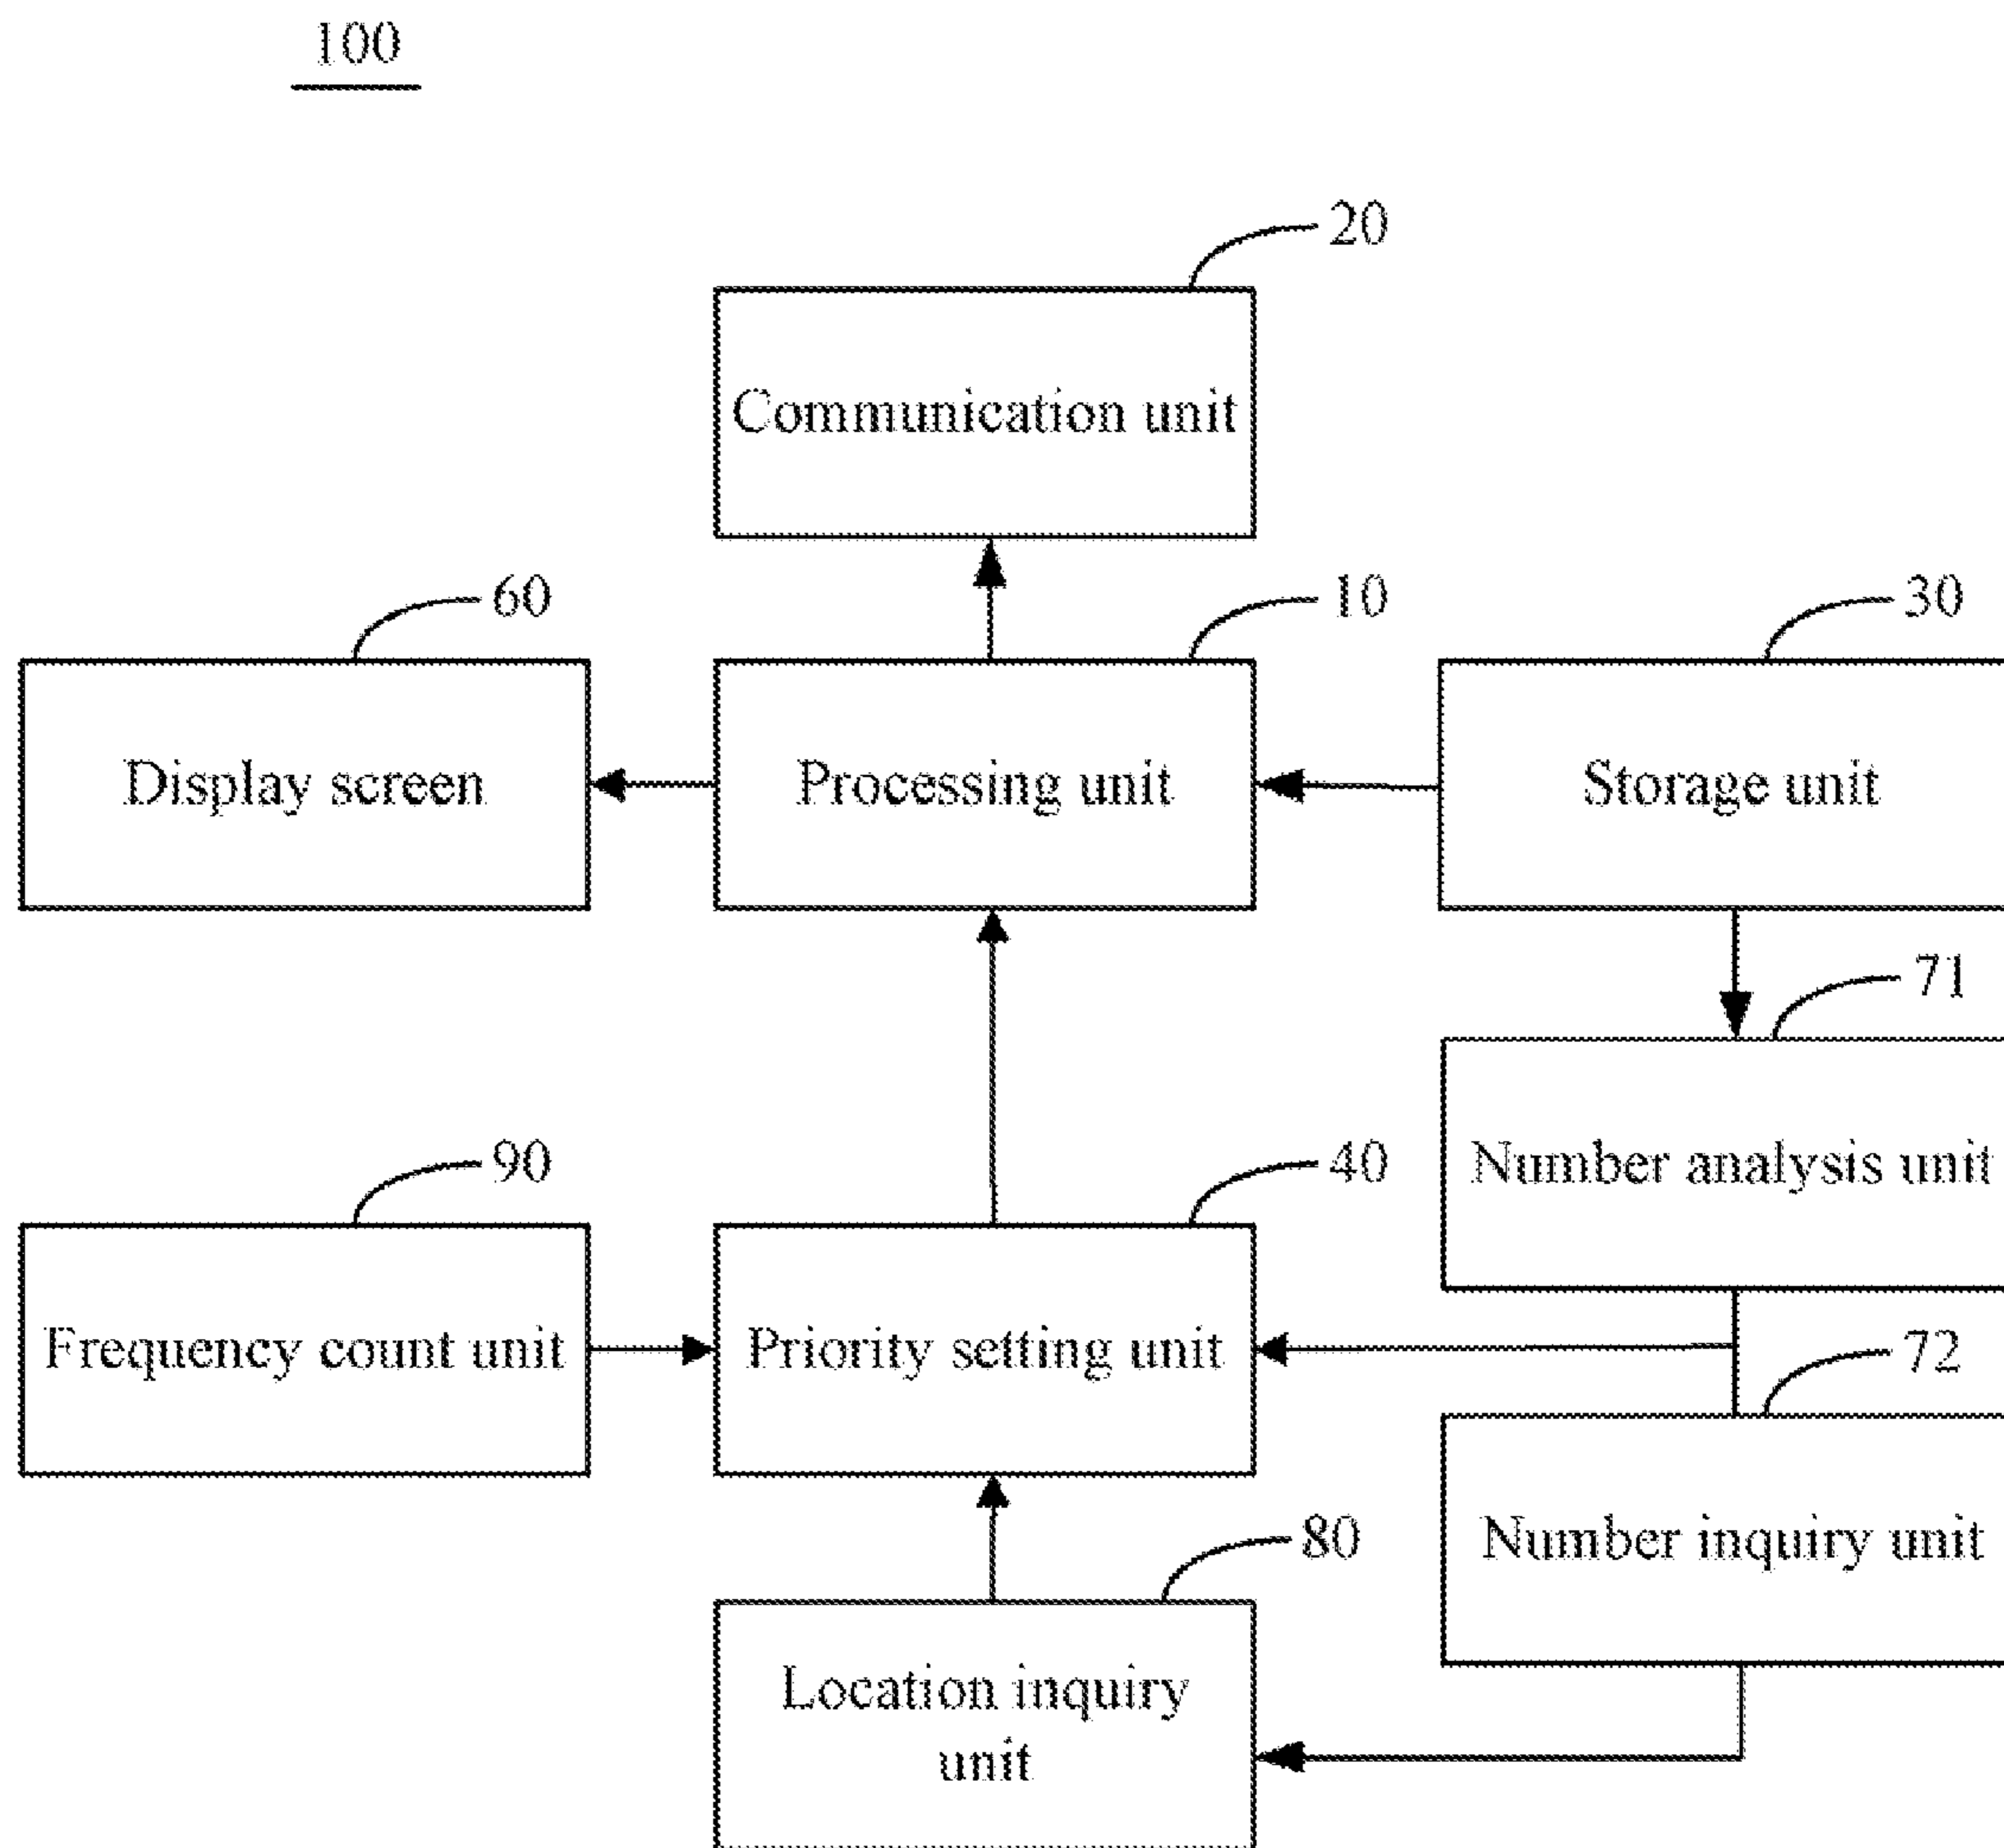 100
20
Communication unit
60
10
30
Display screen
Processing unit
Storage unit
71
Number analysis unit
90
40
Frequency count unit
Priority setting unit
72
Number inquiry unit
80
Location inquiry
unit